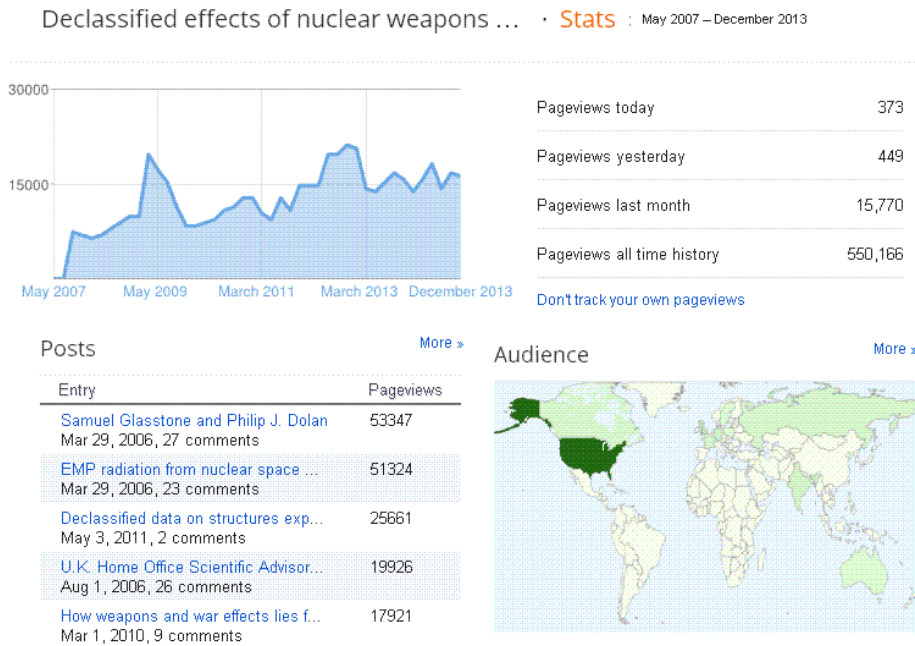 Declassified effects of nuclear weapons ... · Stats : May 2007 – December 2013
30000
15000
May 2007 May 2009 March 2011 March 2013 December 2013
Pageviews today 373
Pageviews yesterday 449
Pageviews last month 15,770
Pageviews all time history 550,166
Don't track your own pageviews
Posts More »
Entry Pageviews
Samuel Glasstone and Philip J. Dolan 53347
Mar 29, 2006, 27 comments
EMP radiation from nuclear space ... 51324
Mar 29, 2006, 23 comments
Declassified data on structures exp... 25661
May 3, 2011, 2 comments
U.K. Home Office Scientific Advisor... 19926
Aug 1, 2006, 26 comments
How weapons and war effects lies f... 17921
Mar 1, 2010, 9 comments
Audience More »